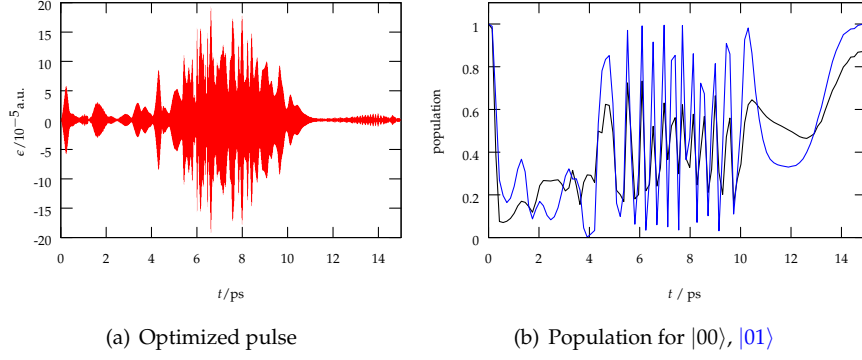 20
15
10
5
0
-5
-10
-15
-20
ϵ/10⁻⁵a.u.
0 2 4 6 8 10 12 14
t/ps
(a) Optimized pulse
1
0.8
0.6
0.4
0.2
0
population
0 2 4 6 8 10 12 14
t / ps
(b) Population for |00⟩, |01⟩